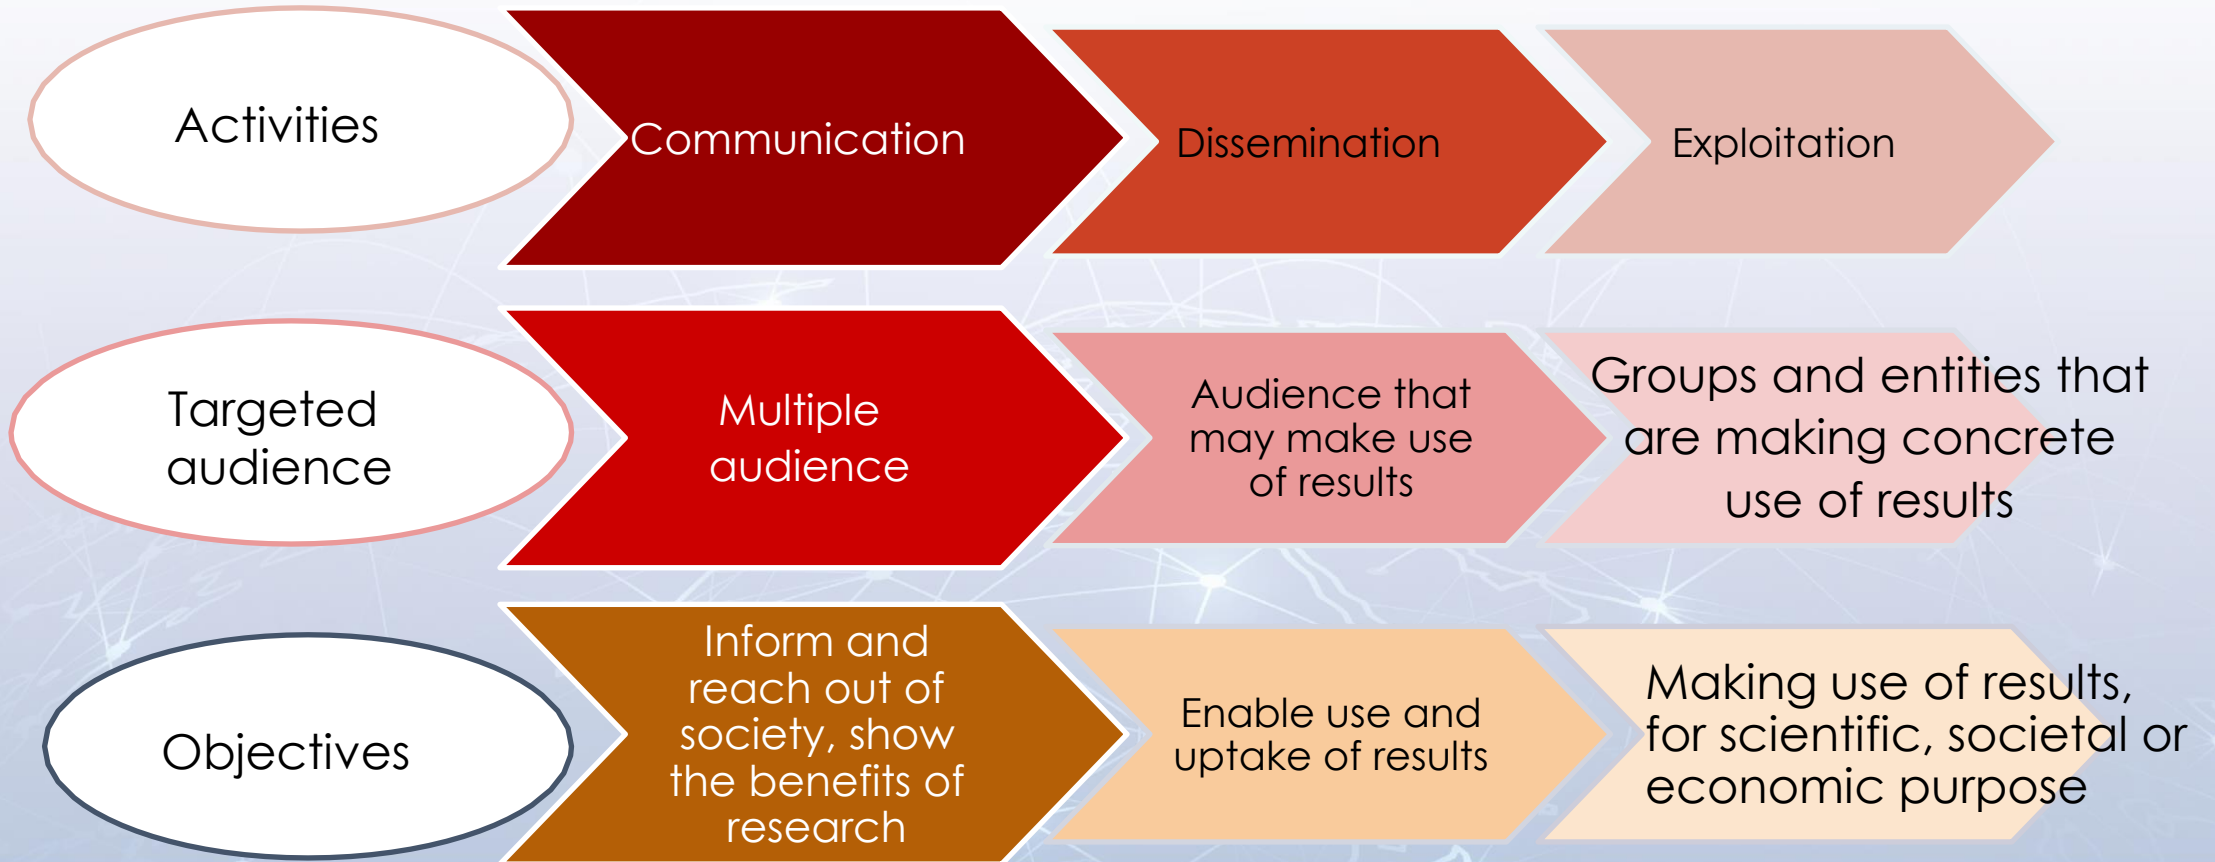 Activities
Communication
Dissemination
Exploitation
Targeted
audience
Multiple
audience
Audience that
may make use
of results
Groups and entities that
are making concrete
use of results
Objectives
Inform and
reach out of
society, show
the benefits of
research
Enable use and
uptake of results
Making use of results,
for scientific, societal or
economic purpose